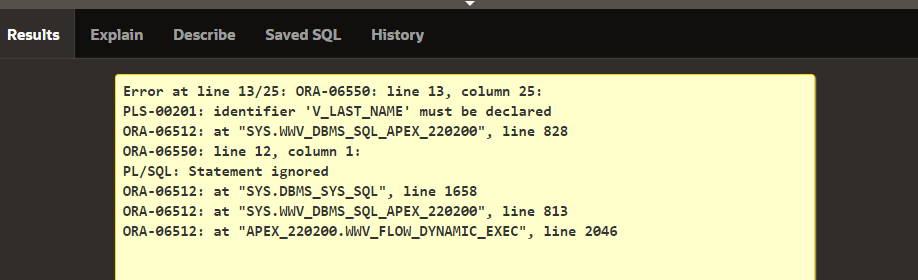 Results Explain Describe Saved SQL History
Error at line 13/25: ORA-06550: line 13, column 25:
PLS-00201: identifier 'V_LAST_NAME' must be declared
ORA-06512: at "SYS.WWV_DBMS_SQL_APEX_220200", line 828
ORA-06550: line 12, column 1:
PL/SQL: Statement ignored
ORA-06512: at "SYS.DBMS_SYS_SQL", line 1658
ORA-06512: at "SYS.WWV_DBMS_SQL_APEX_220200", line 813
ORA-06512: at "APEX_220200.WWV_FLOW_DYNAMIC_EXEC", line 2046